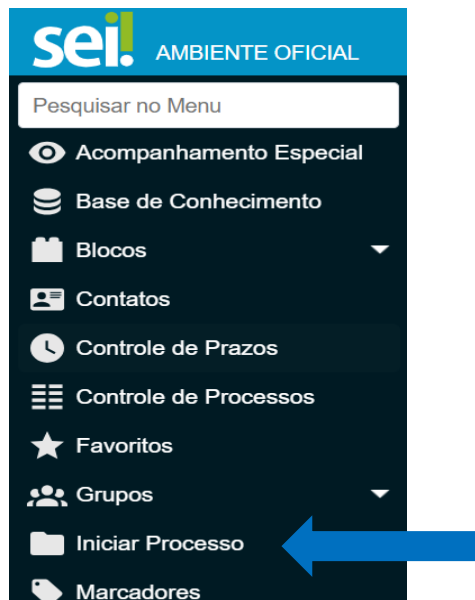 sei! AMBIENTE OFICIAL
Pesquisar no Menu
Acompanhamento Especial
Base de Conhecimento
Blocos
Contatos
Controle de Prazos
Controle de Processos
Favoritos
Grupos
Iniciar Processo
Marcadores